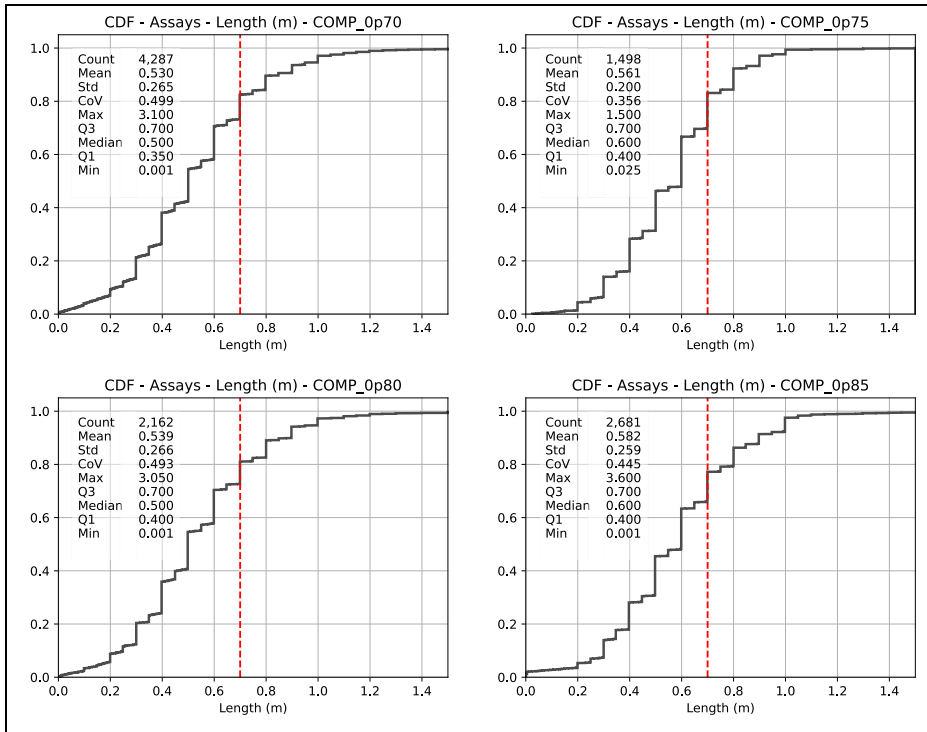 CDF - Assays - Length (m) - COMP_0p70
1.0
0.8
0.6
0.4
0.2
0.0
Count 4,287
Mean 0.530
Std 0.265
CoV 0.499
Max 3.100
Q3 0.700
Median 0.500
Q1 0.350
Min 0.001
0.0 0.2 0.4 0.6 0.8 1.0 1.2 1.4
Length (m)
CDF - Assays - Length (m) - COMP_0p75
1.0
0.8
0.6
0.4
0.2
0.0
Count 1,498
Mean 0.561
Std 0.200
CoV 0.356
Max 1.500
Q3 0.700
Median 0.600
Q1 0.400
Min 0.025
0.0 0.2 0.4 0.6 0.8 1.0 1.2 1.4
Length (m)
CDF - Assays - Length (m) - COMP_0p80
1.0
0.8
0.6
0.4
0.2
0.0
Count 2,162
Mean 0.539
Std 0.266
CoV 0.493
Max 3.050
Q3 0.700
Median 0.500
Q1 0.400
Min 0.001
0.0 0.2 0.4 0.6 0.8 1.0 1.2 1.4
Length (m)
CDF - Assays - Length (m) - COMP_0p85
1.0
0.8
0.6
0.4
0.2
0.0
Count 2,681
Mean 0.582
Std 0.259
CoV 0.445
Max 3.600
Q3 0.700
Median 0.600
Q1 0.400
Min 0.001
0.0 0.2 0.4 0.6 0.8 1.0 1.2 1.4
Length (m)